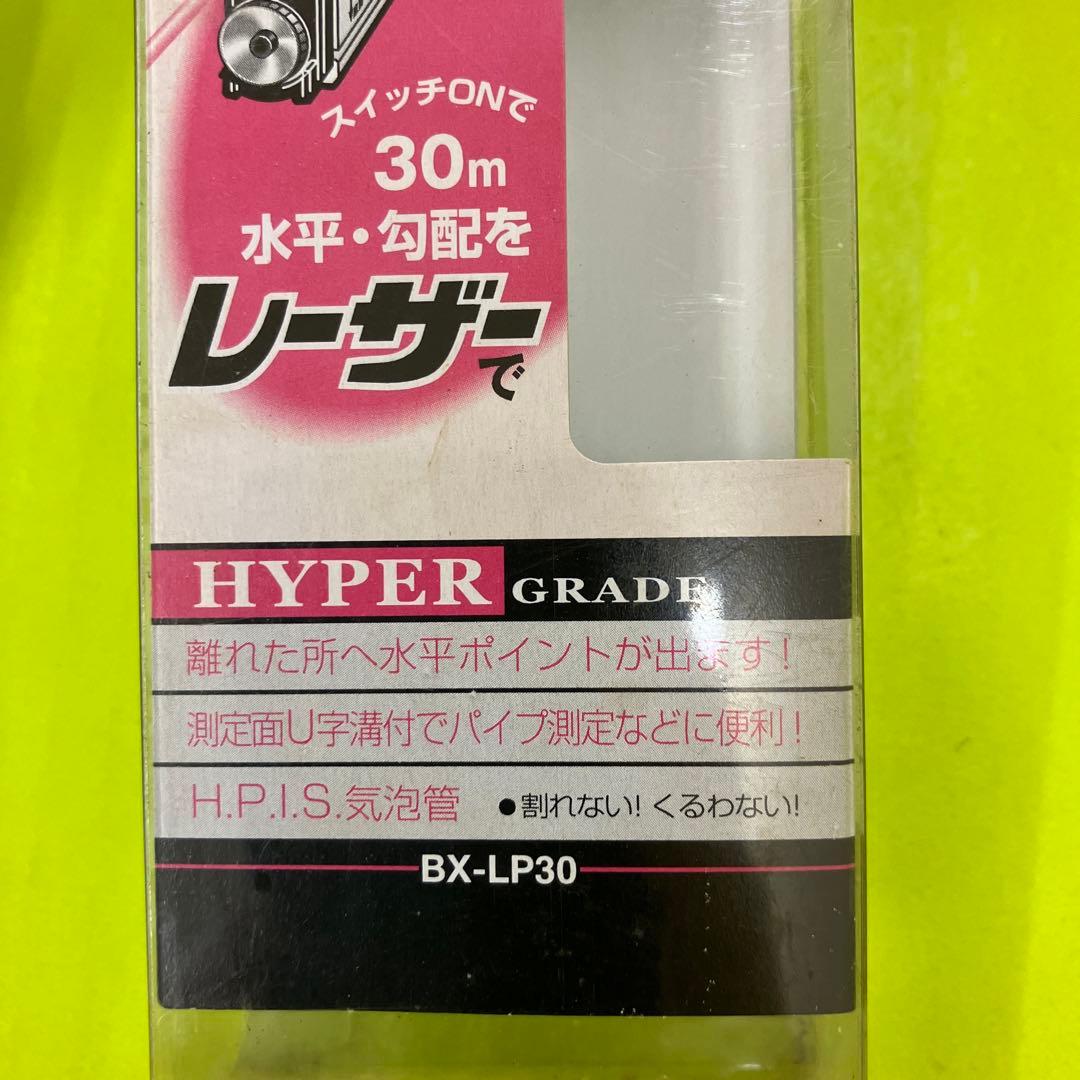 スイッチONで
30m
水平・勾配を
レーザーで
HYPER GRADE
離れた所へ水平ポイントが出ます!
測定面U字溝付でパイプ測定などに便利!
H.P.I.S.気泡管 ●割れない!くるわない!
BX-LP30